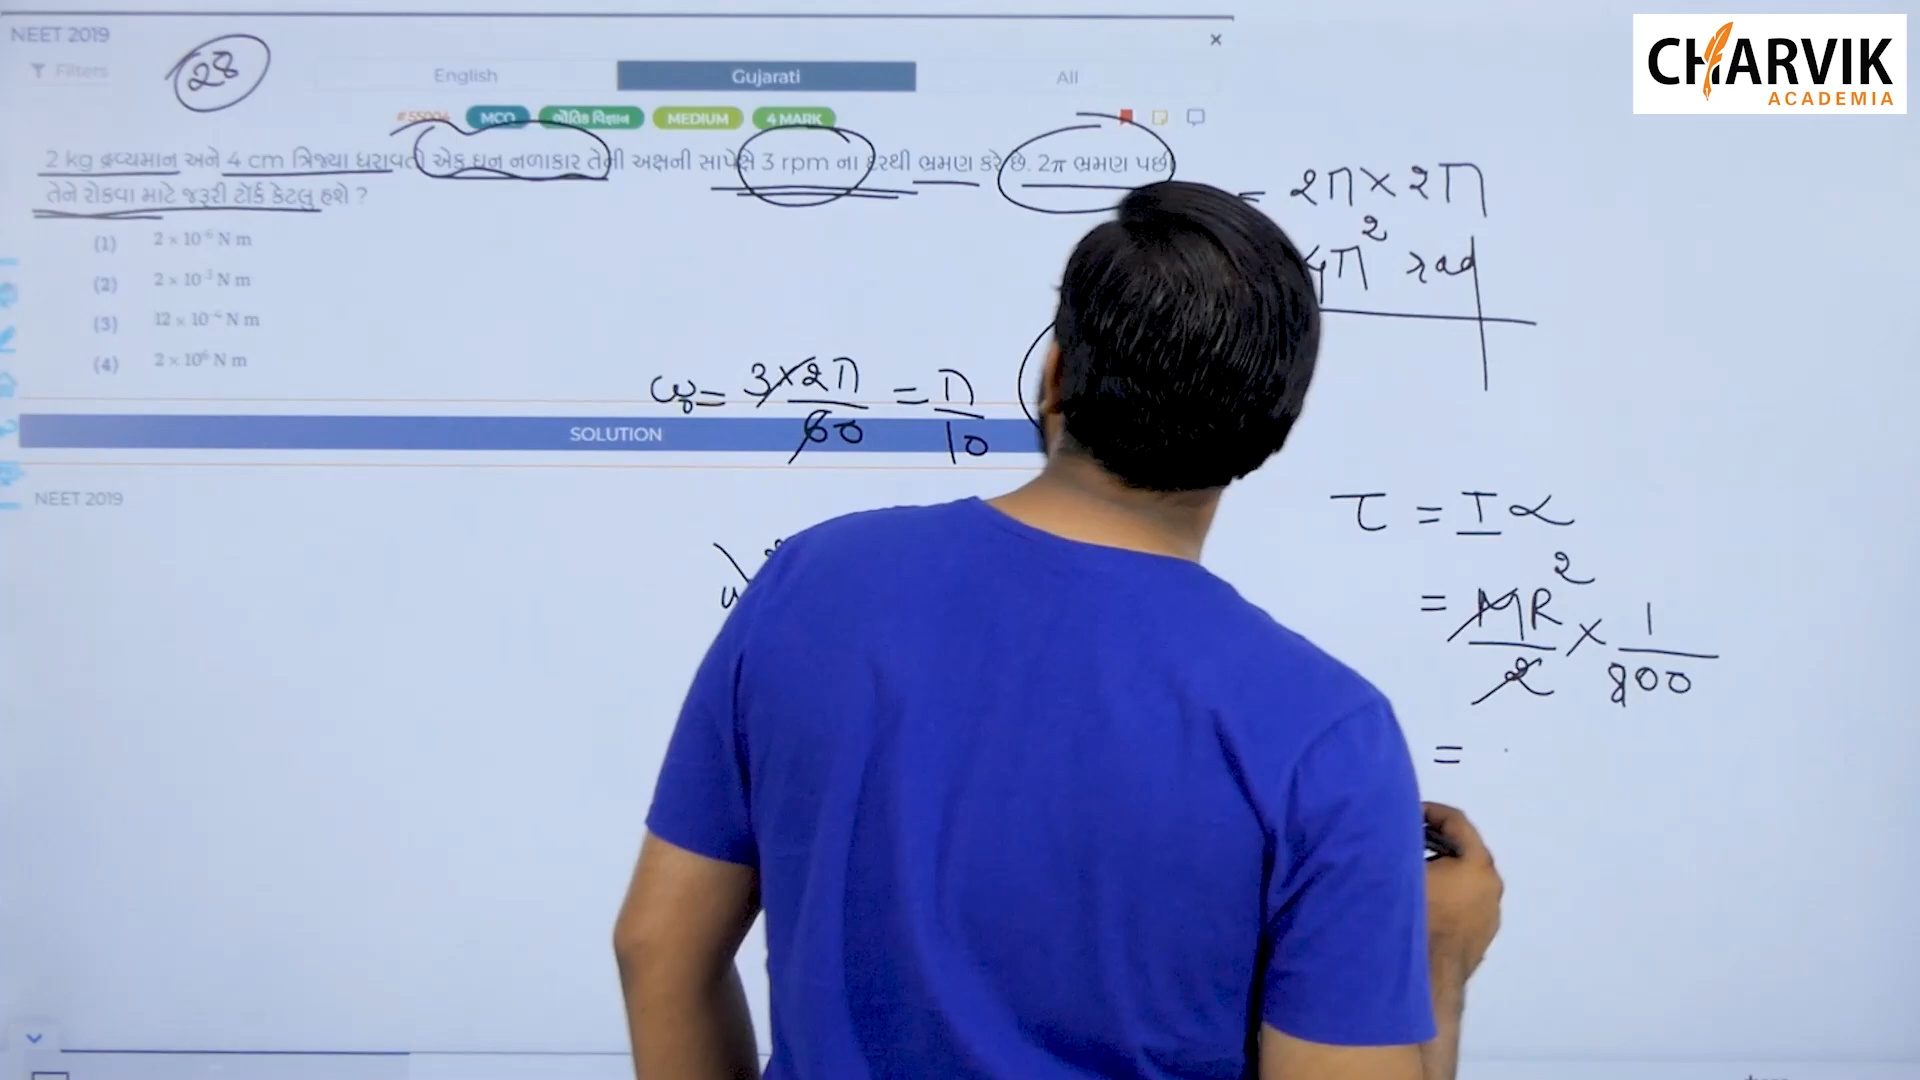 NEET 2019
×
CHARVIK
ACADEMIA
Filters
28
English
Gujarati
All
#55004
MCQ
ભૌતિક વિજ્ઞાન
MEDIUM
4 MARK
2 kg દ્રવ્યમાન અને 4 cm ત્રિજ્યા ધરાવતો એક ઘન નળાકાર તેની અક્ષની સાપેક્ષે 3 rpm ના દરથી ભ્રમણ કરે છે. 2π ભ્રમણ પછી
તેને રોકવા માટે જરૂરી ટૉર્ક કેટલુ હશે ?
(1) 2 × 10⁻⁶ N m
(2) 2 × 10⁻³ N m
(3) 12 × 10⁻⁴ N m
(4) 2 × 10⁶ N m
= 2π × 2π
4π² rad
ω₀ = 3×2π/60 = π/10
SOLUTION
NEET 2019
τ = I α
= MR²/2 × 1/800
=